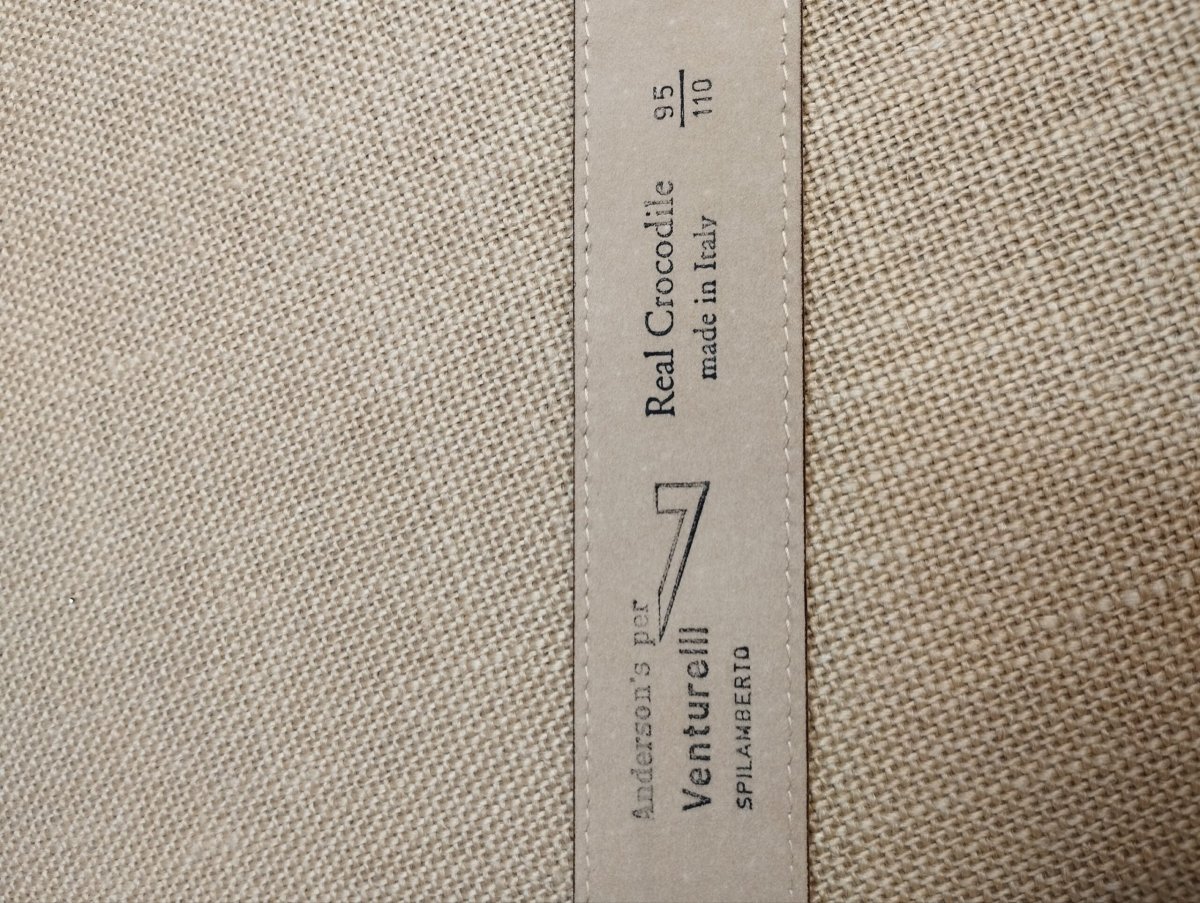 Anderson's per
Venturelli
SPILAMBERTO
Real Crocodile
made in Italy
95
110